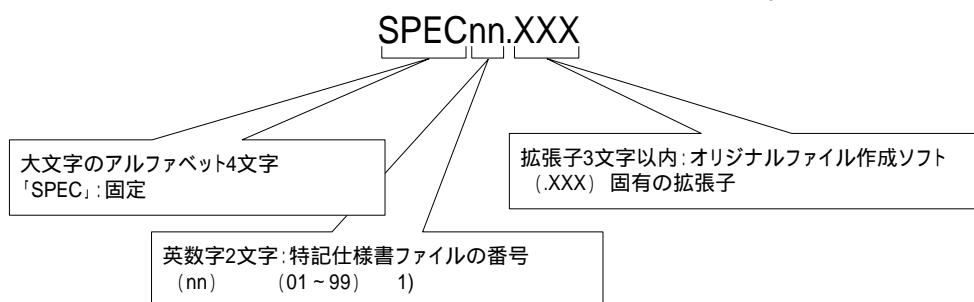 SPECnn.XXX
大文字のアルファベット4文字
「SPEC」:固定
拡張子3文字以内:オリジナルファイル作成ソフト
(.XXX) 固有の拡張子
英数字2文字:特記仕様書ファイルの番号
(nn) (01~99) 1)